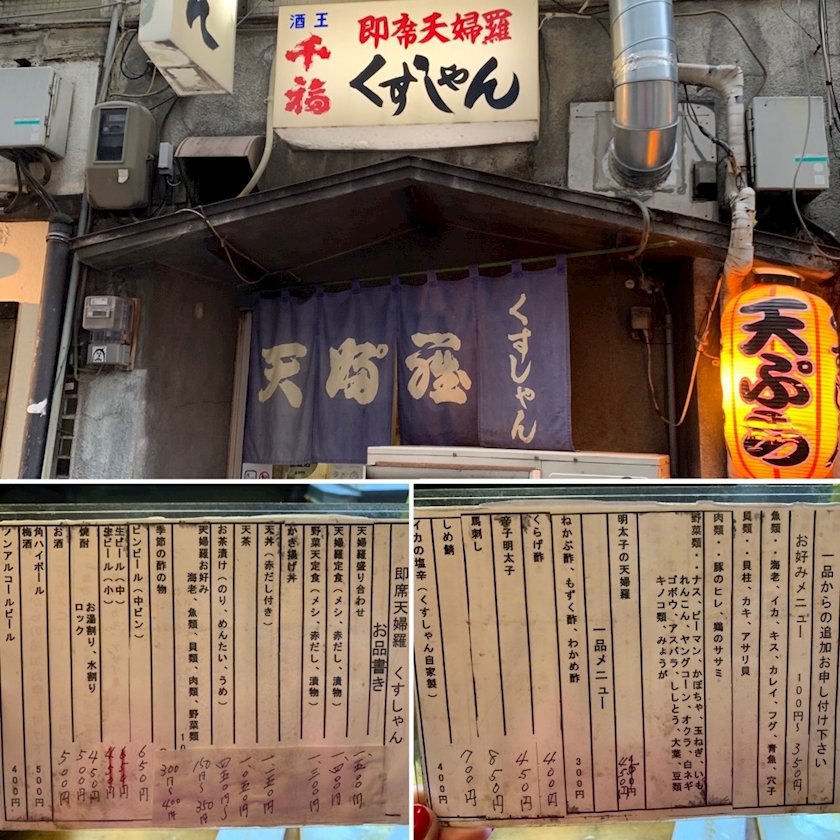 酒王
千福
即席天婦羅
くすしゃん
ん
天婦羅
くすしゃん
天ぷら
即席天婦羅 くすしゃん
お品書き
天婦羅盛り合わせ
天婦羅定食(メシ、赤だし、漬物)
野菜天定食(メシ、赤だし、漬物)
かき揚げ丼
天丼(赤だし付き)
天茶
お茶漬け(のり、めんたい、うめ)
天婦羅お好み
海老、魚類、貝類、肉類、野菜類
150円〜350円
季節の酢の物 300円〜400円
ビンビール(中ビン) 650円
生ビール(中)
生ビール(小) 450円
焼酎 お湯割り、水割り
ロック 500円
お酒 500円
角ハイボール 500円
梅酒
ノンアルコールビール 400円
一品からの追加お申し付け下さい
お好みメニュー 100円〜350円
魚類・・海老、イカ、キス、カレイ、フグ、青魚、穴子
貝類・・貝柱、カキ、アサリ貝
肉類・・豚のヒレ、鶏のササミ
野菜類・・ナス、ピーマン、かぼちゃ、玉ねぎ、いも
れんこん、ヤングコーン、オクラ、白ネギ
ゴボウ、アスパラ、ししとう、大葉、豆類
キノコ類、みょうが
明太子の天婦羅 450円
一品メニュー
ねかぶ酢、もずく酢、わかめ酢 300円
くらげ酢 400円
辛子明太子 450円
馬刺し 850円
しめ鯖 700円
イカの塩辛(くすしゃん自家製) 400円